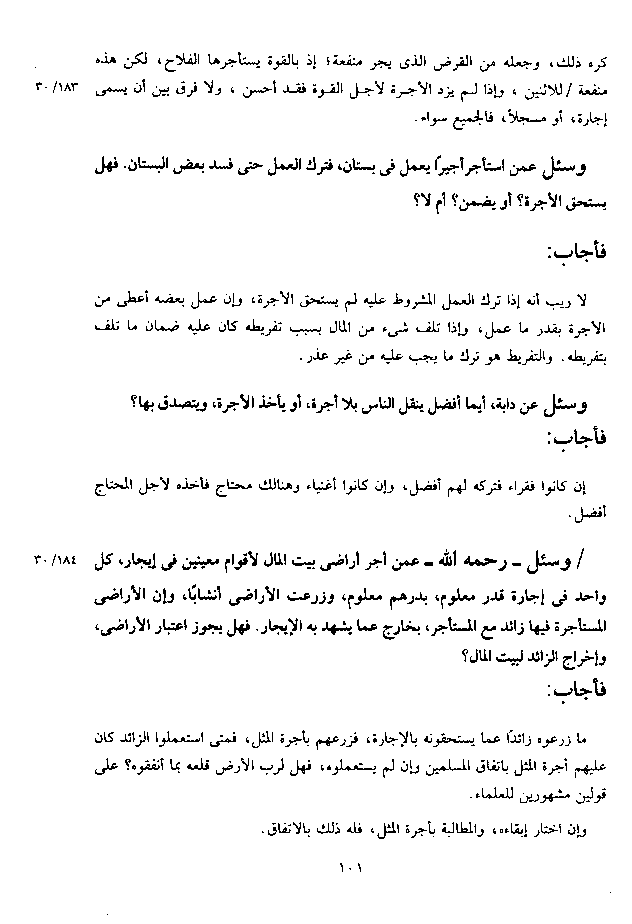 كره ذلك، وجعله من القرض الذى يجر منفعة؛ إذ بالقوة يستأجرها الفلاح، لكن هذه
٣٠/١٨٣ منفعة / للاثنين ، وإذا لـم يزد الأجـرة لأجـل القـوة فقـد أحسن ، ولا فرق بين أن يسمى
إجارة، أو مسجلاً، فالجميع سواء.
وسئل عمن استأجر أجيرًا يعمل فى بستان، فترك العمل حتى فسد بعض البستان. فهل
يستحق الأجرة؟ أو يضمن؟ أم لا؟
فأجاب:
لا ريب أنه إذا ترك العمل المشروط عليه لم يستحق الأجرة، وإن عمل بعضه أعطى من
الأجرة بقدر ما عمل، وإذا تلف شىء من المال بسبب تفريطه كان عليه ضمان ما تلف
بتفريطه. والتفريط هو ترك ما يجب عليه من غير عذر.
وسئل عن دابة، أيما أفضل ينقل الناس بلا أجرة، أو يأخذ الأجرة، ويتصدق بها؟
فأجاب:
إن كانوا فقراء فتركه لهم أفضل، وإن كانوا أغنياء وهنالك محتاج فأخذه لأجل المحتاج
أفضل.
٣٠/١٨٤ / وسئل ـ رحمه الله ـ عمن أجر أراضى بيت المال لأقوام معينين فى إيجار، كل
واحد فى إجارة قدر معلوم، بدرهم معلوم، وزرعت الأراضى أنشابًا، وإن الأراضى
المستأجرة فيها زائد مع المستأجر، بخارج عما يشهد به الإيجار. فهل يجوز اعتبار الأراضى،
وإخراج الزائد لبيت المال؟
فأجاب:
ما زرعوه زائدًا عما يستحقونه بالإجارة، فزرعهم بأجرة المثل، فمتى استعملوا الزائد كان
عليهم أجرة المثل باتفاق المسلمين وإن لم يستعملوه، فهل لرب الأرض قلعه بما أنفقوه؟ على
قولين مشهورين للعلماء.
وإن اختار إبقاءه، والمطالبة بأجرة المثل، فله ذلك بالاتفاق.
١٠١